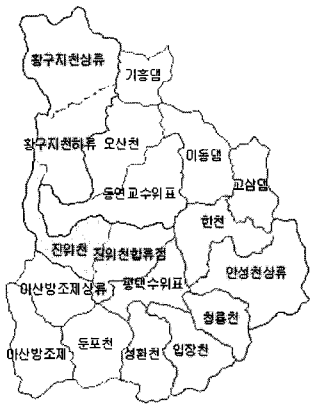 황구지천상류
기흥댐
황구지천하류
오산천
이동댐
동연교수위표
고삼댐
한천
진위천
진위천합류점
안성천상류
아산방조제상류
평택수위표
청룡천
아산방조제
둔포천
성환천
입장천